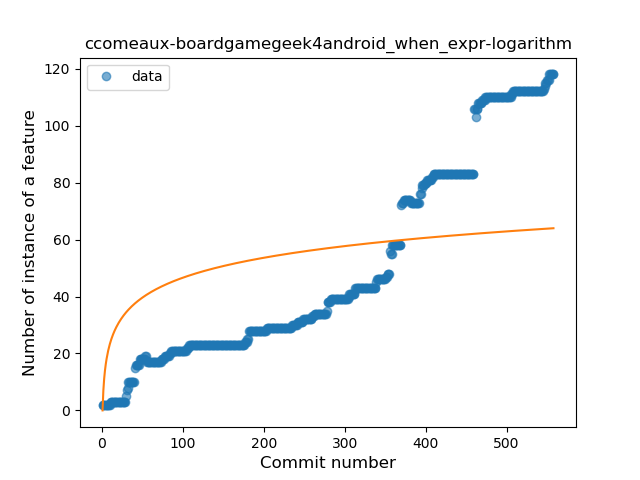 ccomeaux-boardgamegeek4android_when_expr-logarithm
data
Number of instance of a feature
120
100
80
60
40
20
0
0 100 200 300 400 500
Commit number